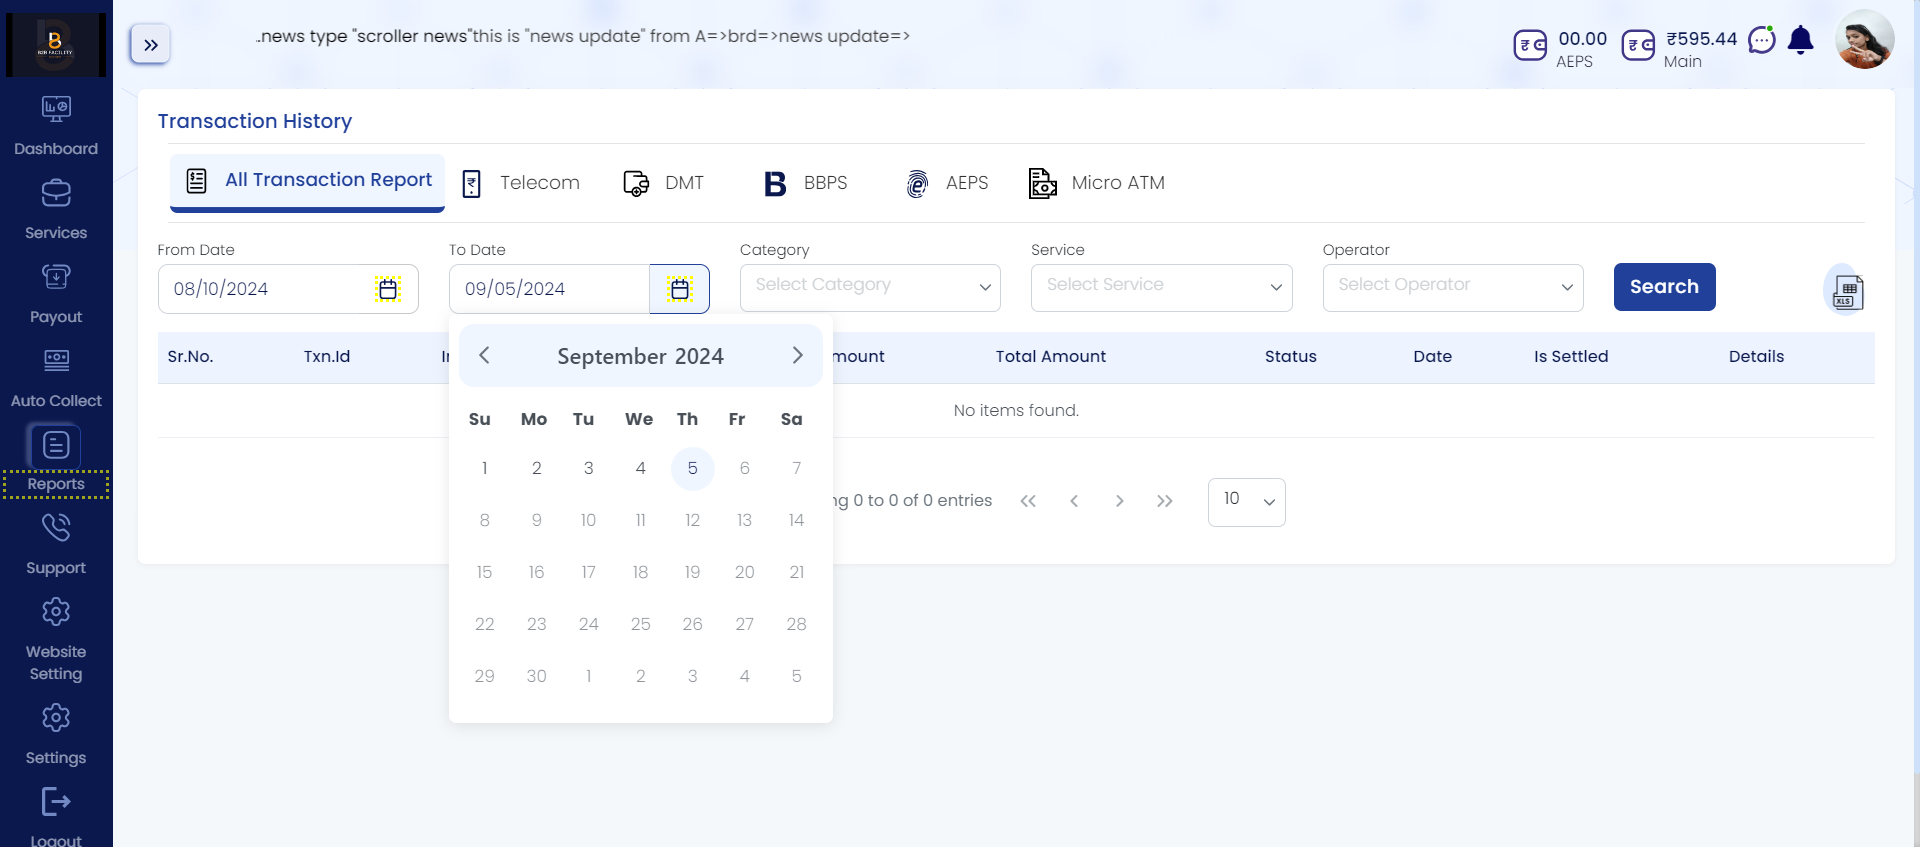 B2B FACILITY
..news type "scroller news"this is "news update" from A=>brd=>news update=>
00.00
AEPS
₹595.44
Main
Dashboard
Services
Payout
Auto Collect
Reports
Support
Website
Setting
Settings
Logout
Transaction History
All Transaction Report
Telecom
DMT
BBPS
AEPS
Micro ATM
From Date
To Date
Category
Service
Operator
08/10/2024
09/05/2024
Select Category
Select Service
Select Operator
Search
XLS
Sr.No.
Txn.Id
Total Amount
Status
Date
Is Settled
Details
No items found.
0 to 0 of 0 entries
10
September 2024
Su Mo Tu We Th Fr Sa
1 2 3 4 5 6 7
8 9 10 11 12 13 14
15 16 17 18 19 20 21
22 23 24 25 26 27 28
29 30 1 2 3 4 5